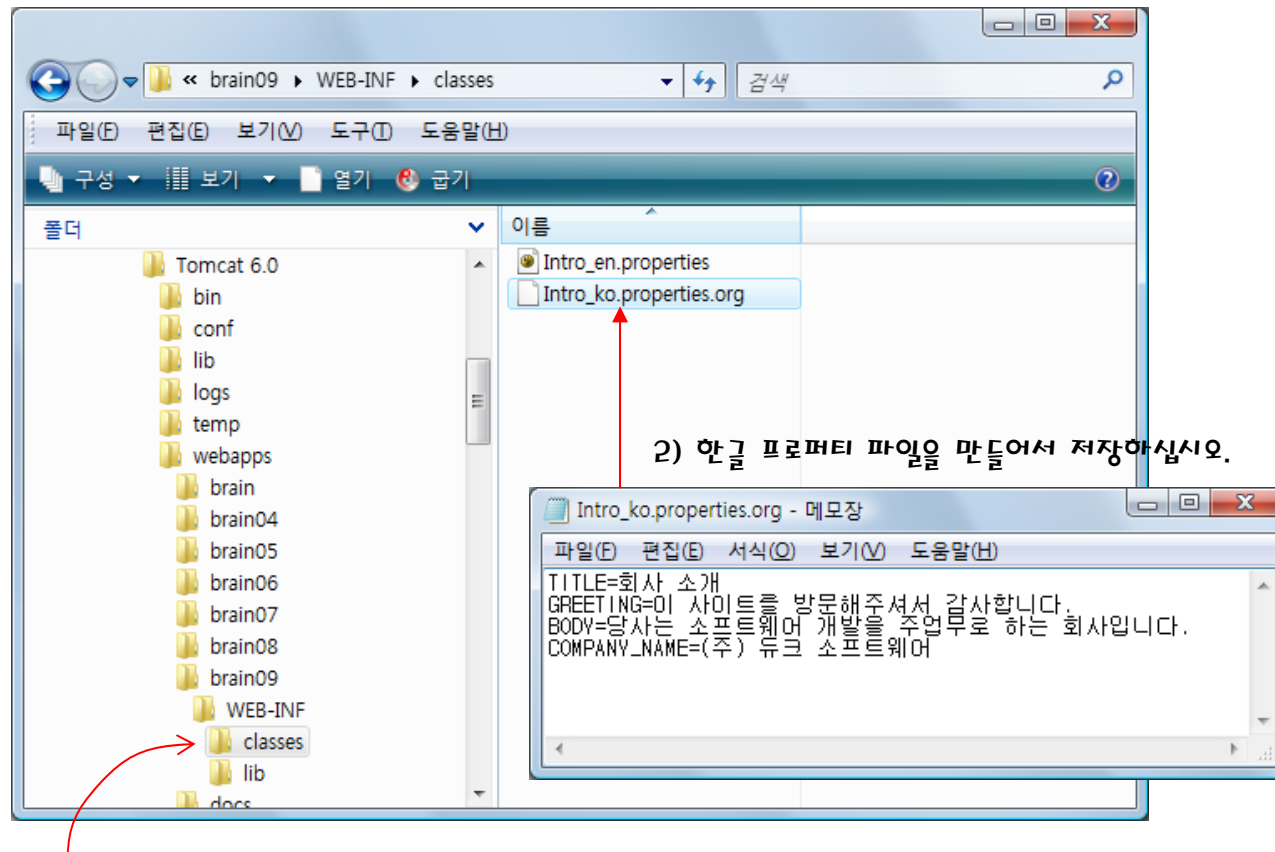 « brain09 ▸ WEB-INF ▸ classes
검색
파일(F) 편집(E) 보기(V) 도구(T) 도움말(H)
구성 보기 열기 굽기
폴더
이름
Tomcat 6.0
bin
conf
lib
logs
temp
webapps
brain
brain04
brain05
brain06
brain07
brain08
brain09
WEB-INF
classes
lib
docs
Intro_en.properties
Intro_ko.properties.org
2) 한글 프로퍼티 파일을 만들어서 저장하십시오.
Intro_ko.properties.org - 메모장
파일(F) 편집(E) 서식(O) 보기(V) 도움말(H)
TITLE=회사 소개
GREETING=이 사이트를 방문해주셔서 감사합니다.
BODY=당사는 소프트웨어 개발을 주업무로 하는 회사입니다.
COMPANY_NAME=(주) 듀크 소프트웨어